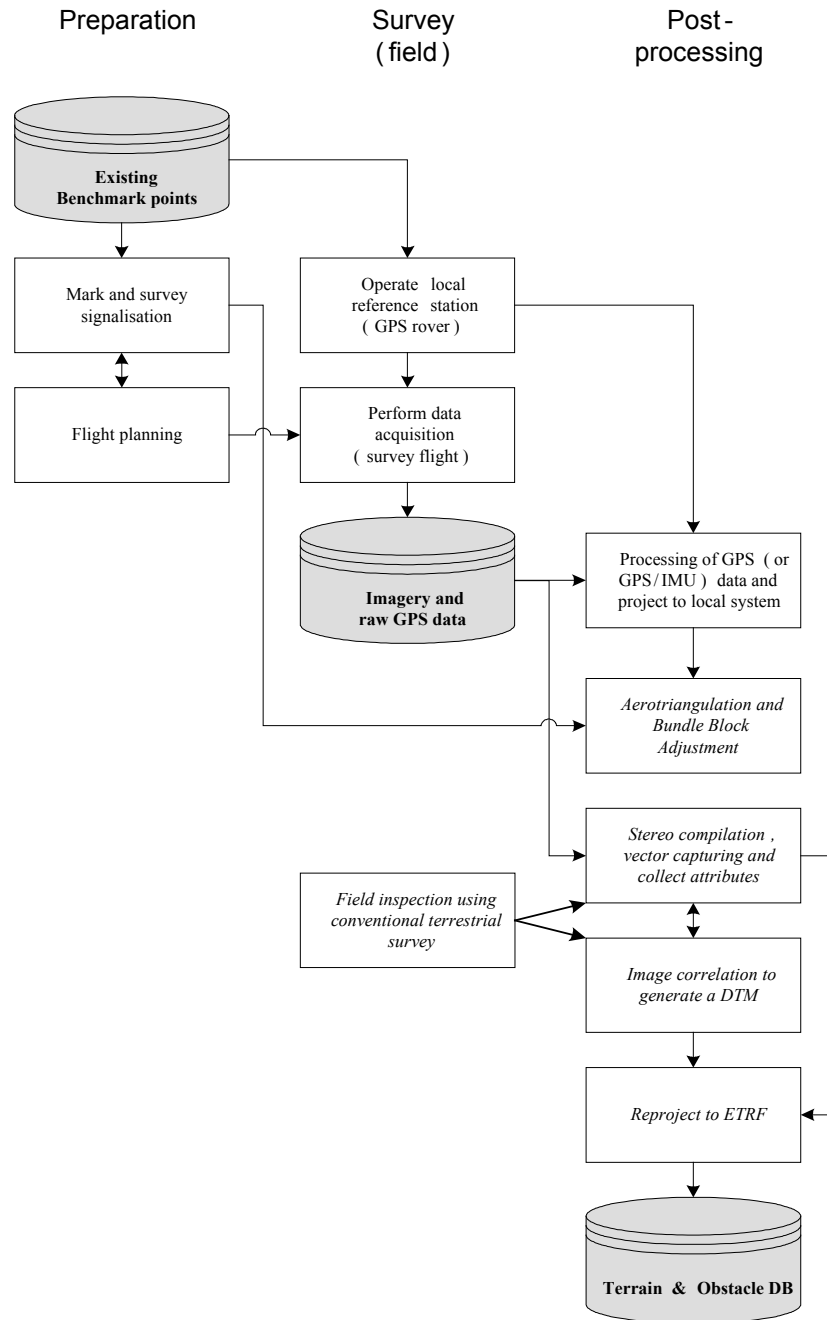 Preparation
Survey
( field )
Post -
processing
Existing
Benchmark points
Mark and survey
signalisation
Operate local
reference station
( GPS rover )
Flight planning
Perform data
acquisition
( survey flight )
Imagery and
raw GPS data
Processing of GPS ( or
GPS / IMU ) data and
project to local system
Aerotriangulation and
Bundle Block
Adjustment
Stereo compilation ,
vector capturing and
collect attributes
Field inspection using
conventional terrestrial
survey
Image correlation to
generate a DTM
Reproject to ETRF
Terrain & Obstacle DB